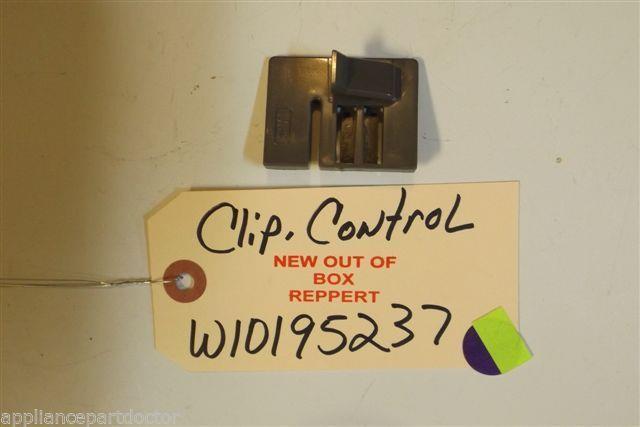 Clip, Control
NEW OUT OF
BOX
REPPERT
W10195237
appliancepartdoctor